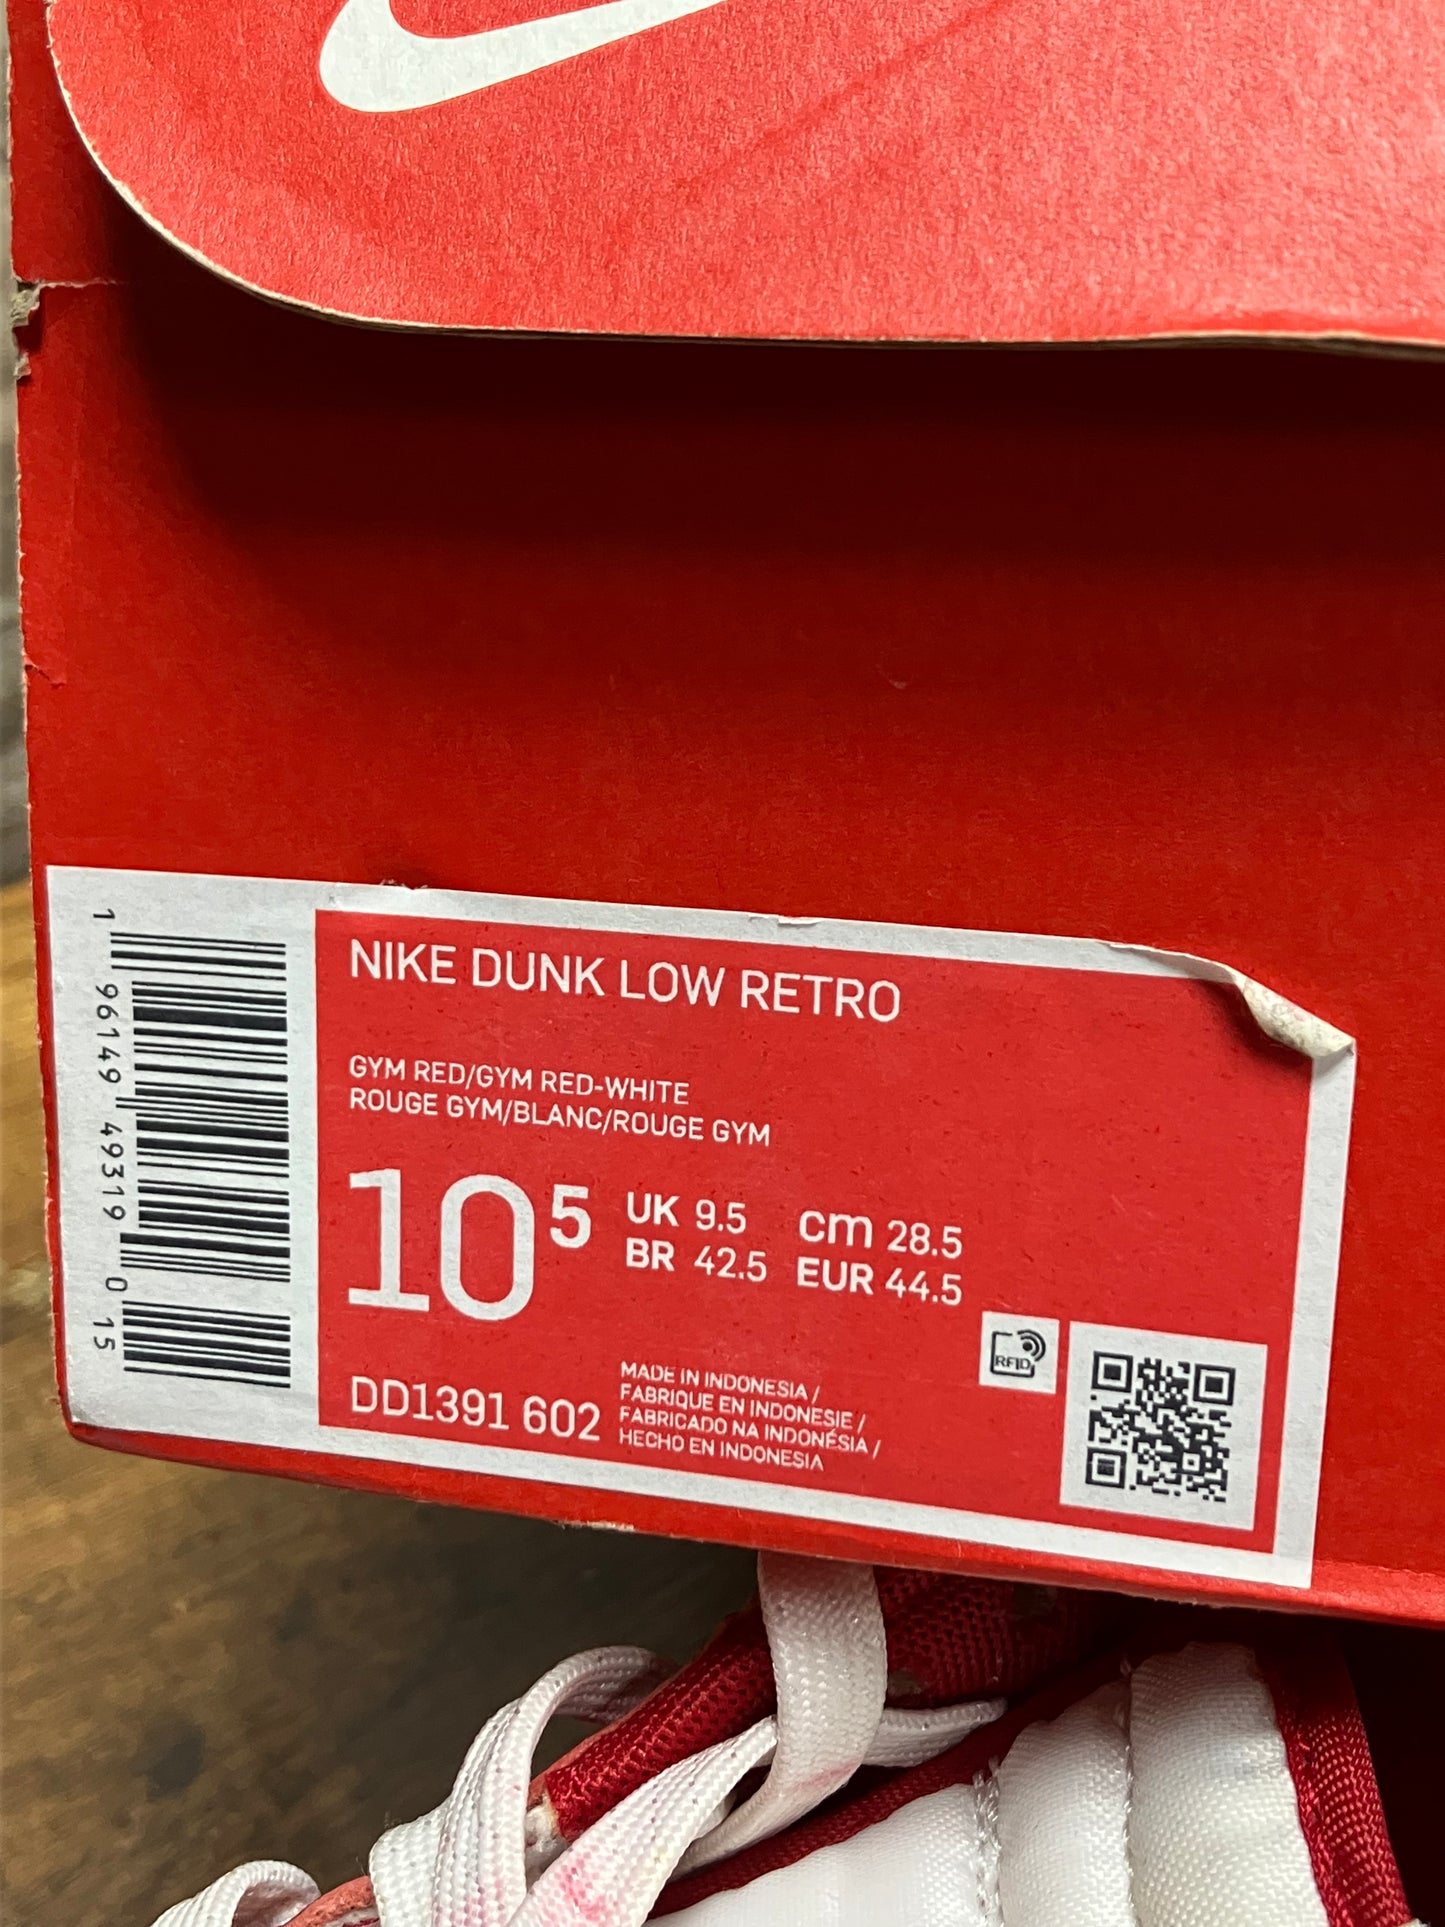 NIKE DUNK LOW RETRO
GYM RED/GYM RED-WHITE
ROUGE GYM/BLANC/ROUGE GYM
10 5
UK 9.5 cm 28.5
BR 42.5 EUR 44.5
DD1391 602
MADE IN INDONESIA /
FABRIQUE EN INDONESIE /
FABRICADO NA INDONÉSIA /
HECHO EN INDONESIA
RFID
1 96149 49319 0 15